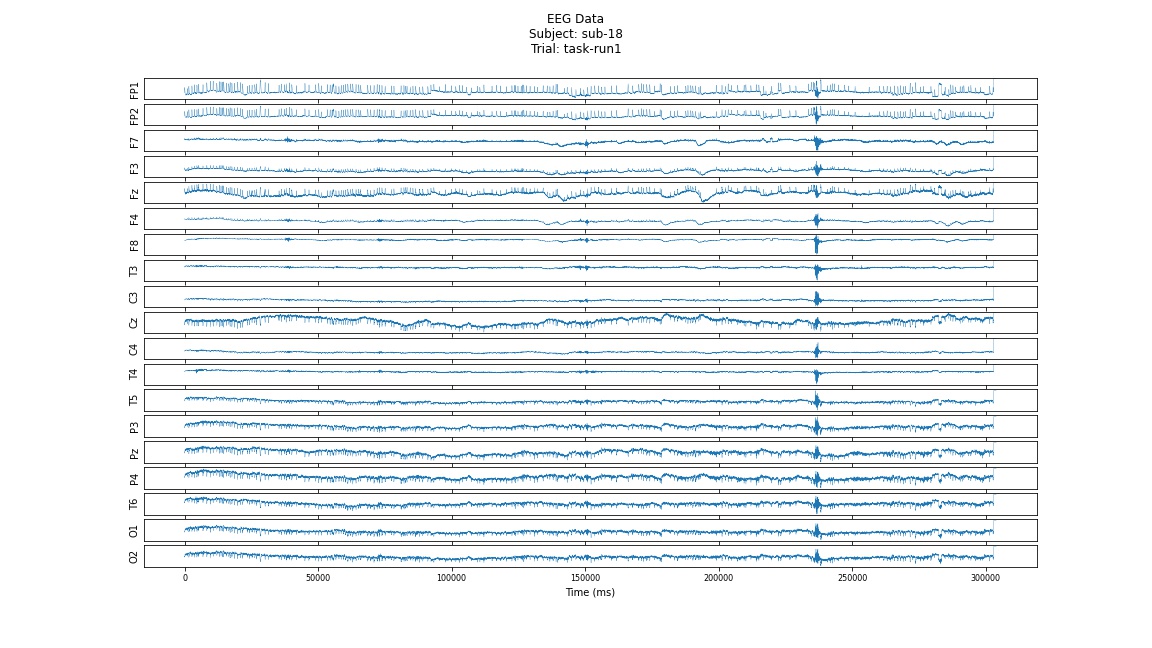 EEG Data
Subject: sub-18
Trial: task-run1
FP1
FP2
F7
F3
Fz
F4
F8
T3
C3
Cz
C4
T4
T5
P3
Pz
P4
T6
O1
O2
0 50000 100000 150000 200000 250000 300000
Time (ms)